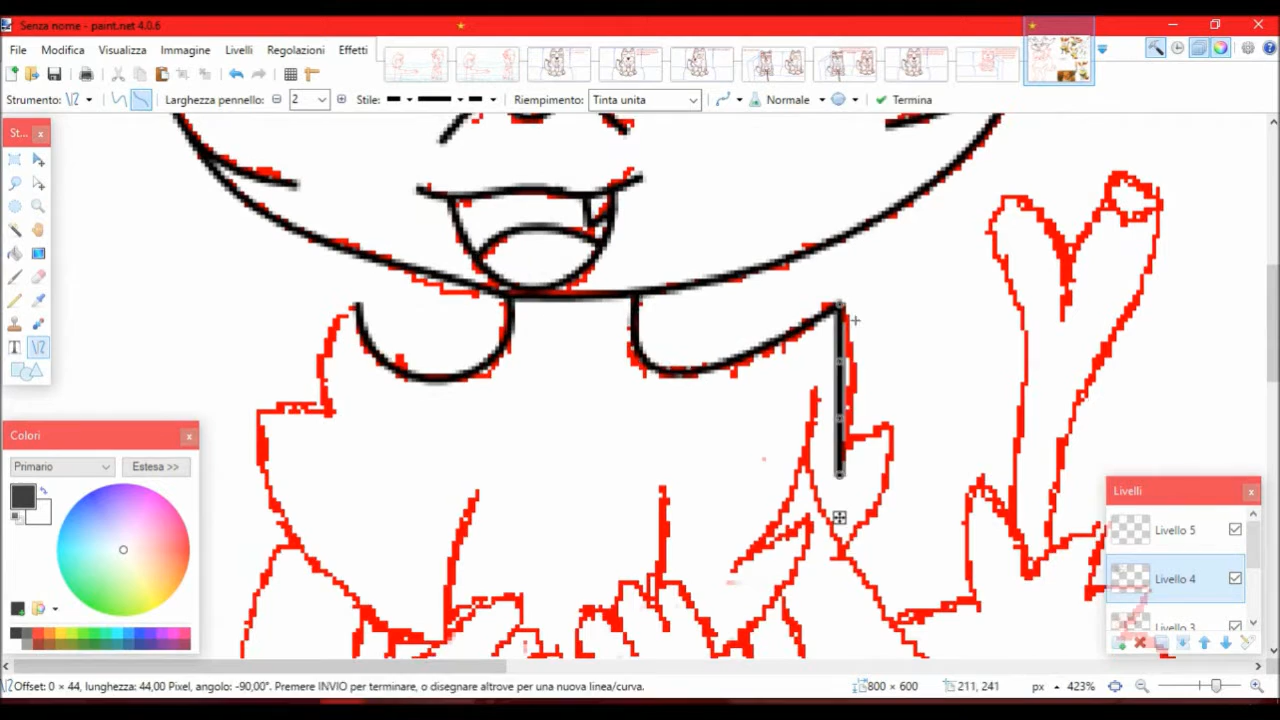 Senza nome - paint.net 4.0.6
File Modifica Visualizza Immagine Livelli Regolazioni Effetti
Strumento: Larghezza pennello: 2 Stile: Riempimento: Tinta unita Normale Termina
St...
Colori
Primario Estesa >>
Livelli
Livello 5
Livello 4
Livello 3
Offset: 0 × 44, lunghezza: 44,00 Pixel, angolo: -90,00°. Premere INVIO per terminare, o disegnare altrove per una nuova linea/curva. 800 × 600 211, 241 px 423%